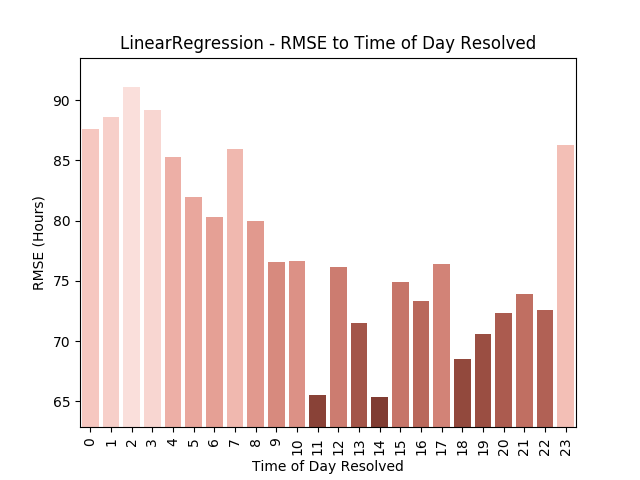 LinearRegression - RMSE to Time of Day Resolved
RMSE (Hours)
90
85
80
75
70
65
0 1 2 3 4 5 6 7 8 9 10 11 12 13 14 15 16 17 18 19 20 21 22 23
Time of Day Resolved